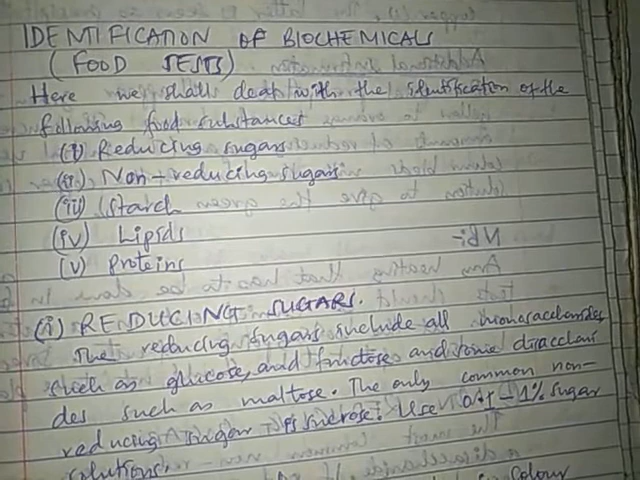 IDENTIFICATION OF BIOCHEMICALS
(FOOD TESTS)
Here we shall deal with the identification of the
following food substances
(i) Reducing sugars
(ii) Non-reducing sugars
(iii) Starch
(iv) Lipids
(v) Proteins
(i) REDUCING SUGARS.
The reducing sugars include all monosaccharides
such as glucose, and fructose and some disacchari
des such as maltose. The only common non-
reducing sugar is sucrose. Use 0.1 - 1% sugar
solutions.
Colour